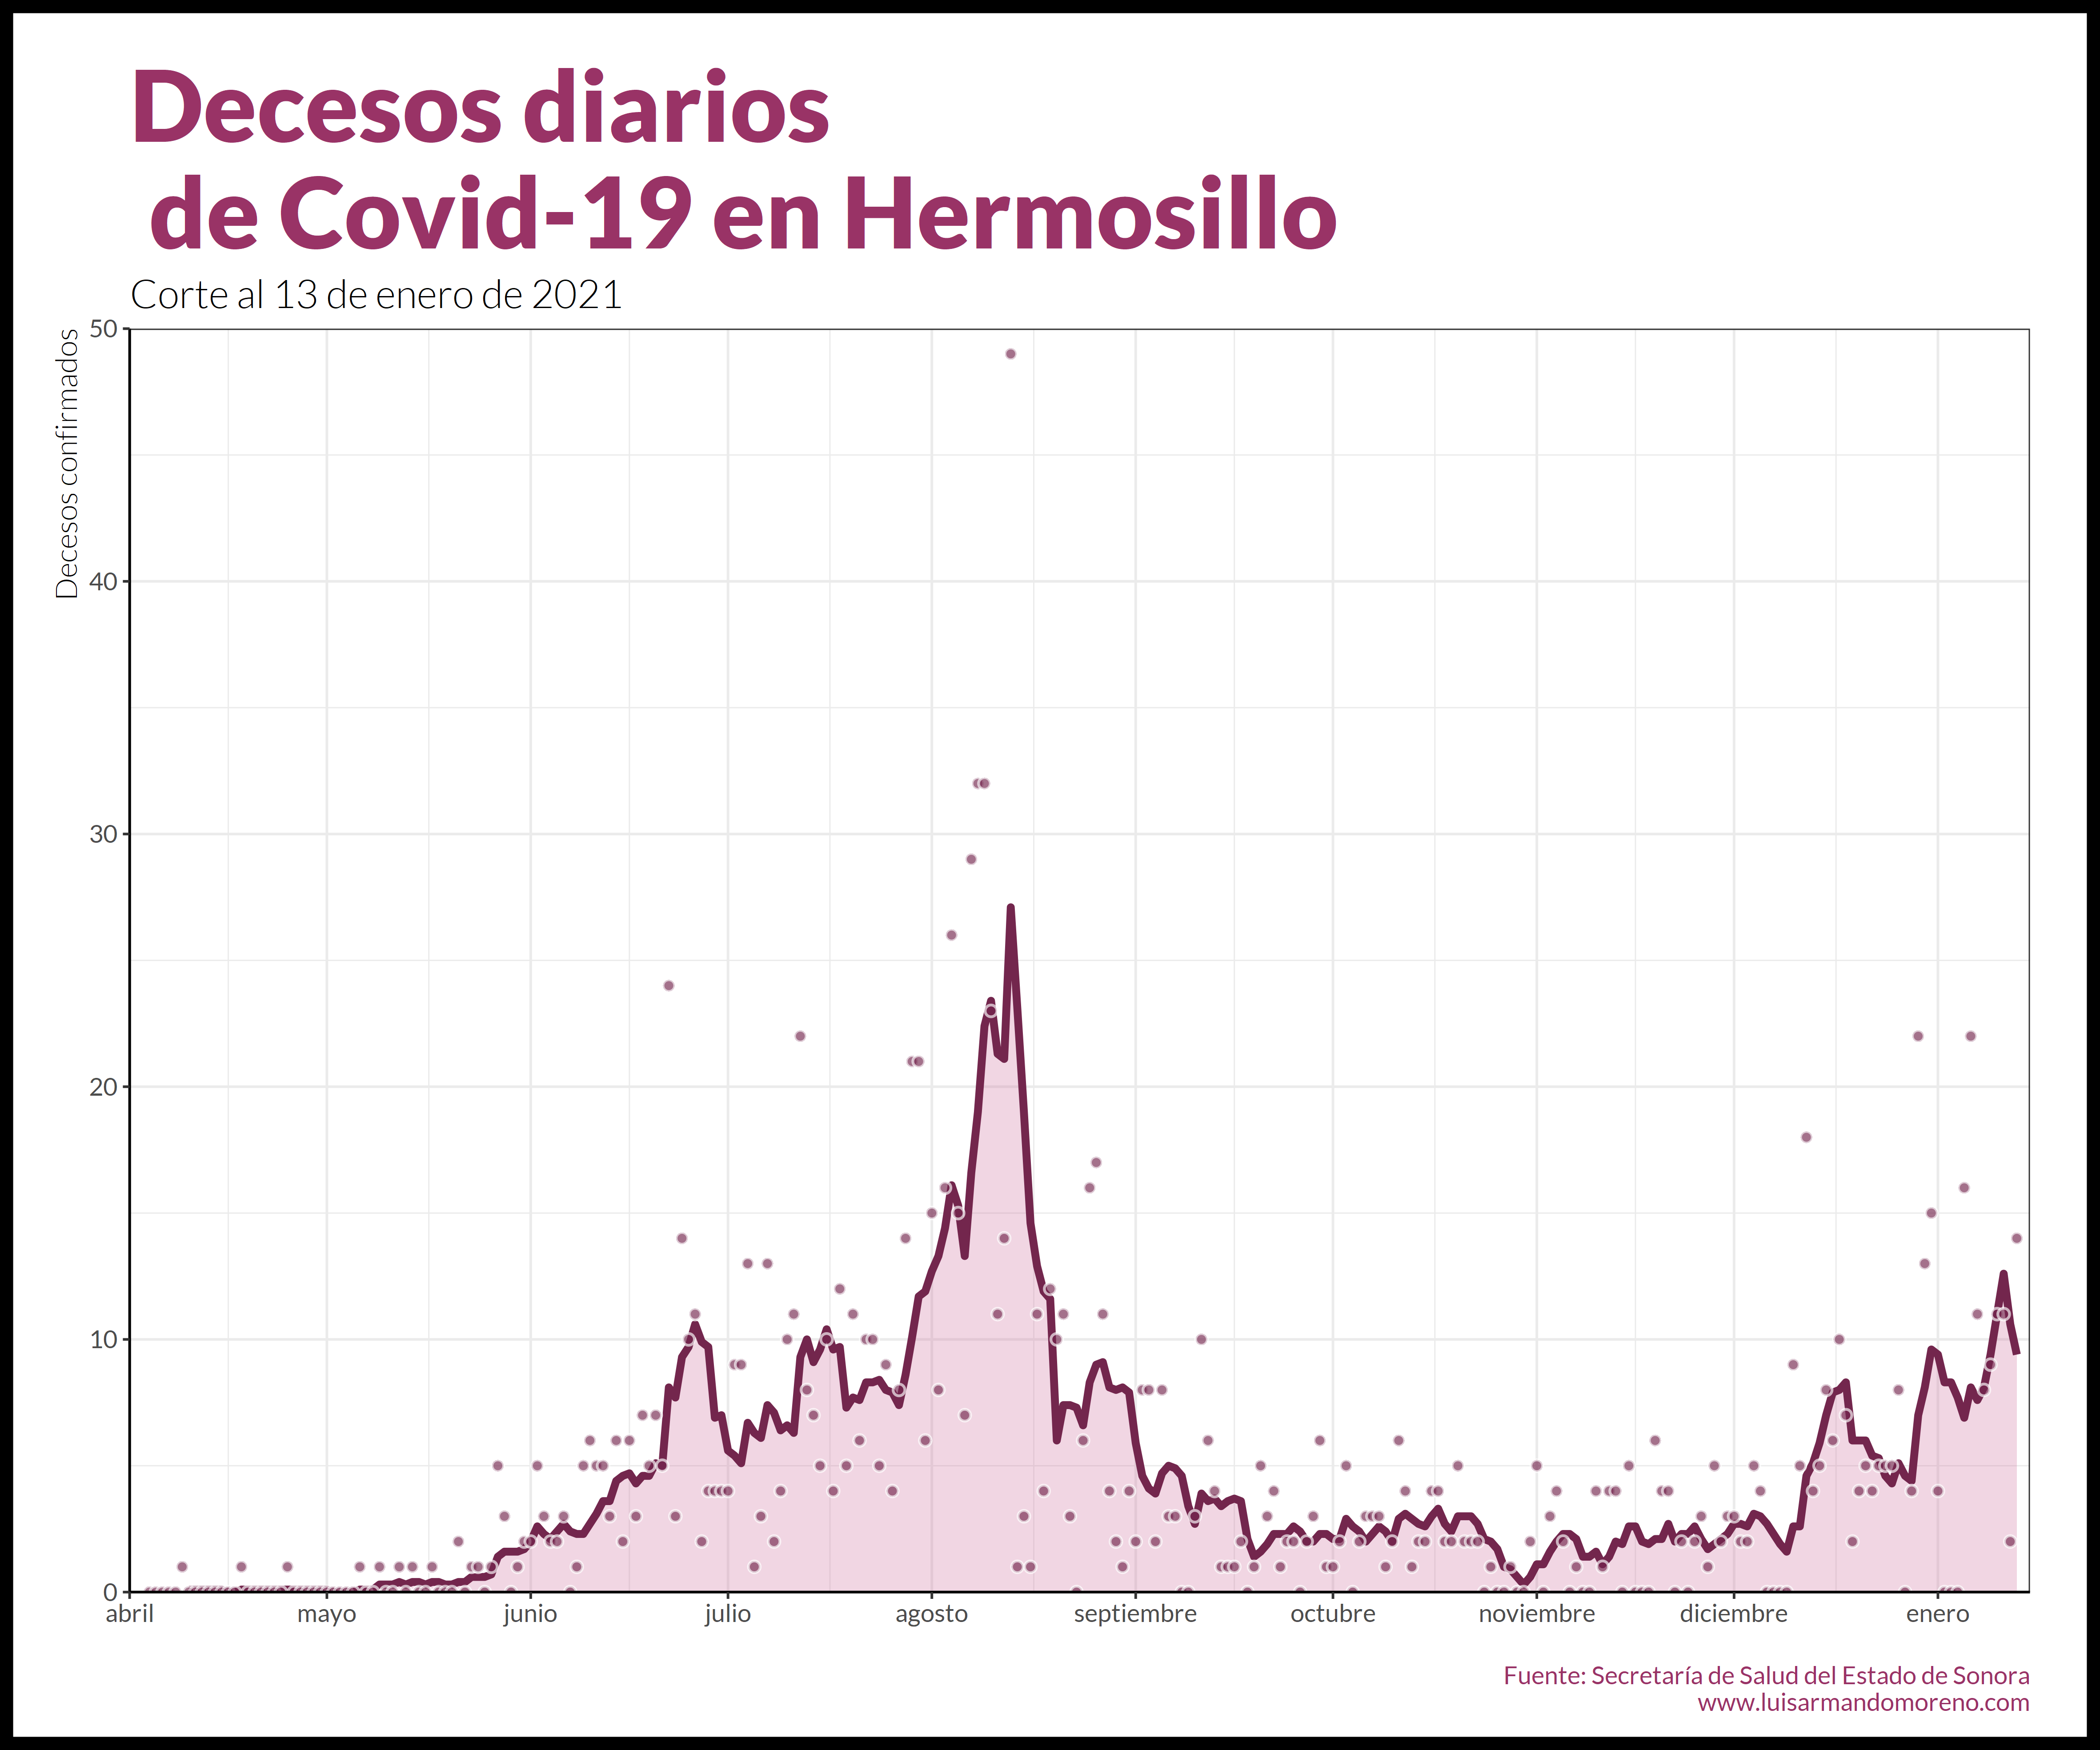 Decesos diarios
de Covid-19 en Hermosillo
Corte al 13 de enero de 2021
Decesos confirmados
50
40
30
20
10
0
abril mayo junio julio agosto septiembre octubre noviembre diciembre enero
Fuente: Secretaría de Salud del Estado de Sonora
www.luisarmandomoreno.com